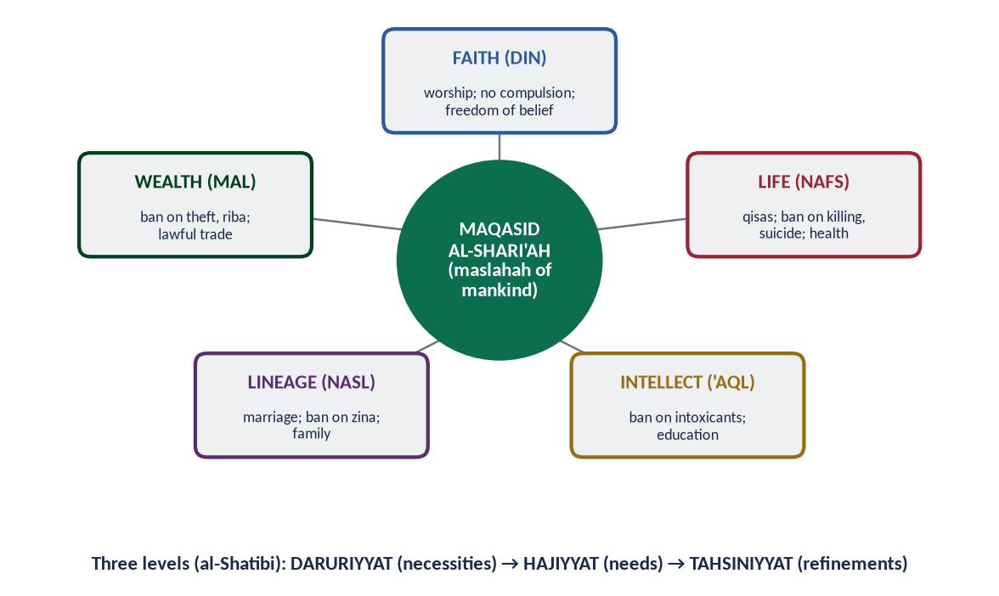 FAITH (DIN)
worship; no compulsion;
freedom of belief
WEALTH (MAL)
ban on theft, riba;
lawful trade
LIFE (NAFS)
qisas; ban on killing,
suicide; health
MAQASID
AL-SHARI'AH
(maslahah of
mankind)
LINEAGE (NASL)
marriage; ban on zina;
family
INTELLECT ('AQL)
ban on intoxicants;
education
Three levels (al-Shatibi): DARURIYYAT (necessities) → HAJIYYAT (needs) → TAHSINIYYAT (refinements)